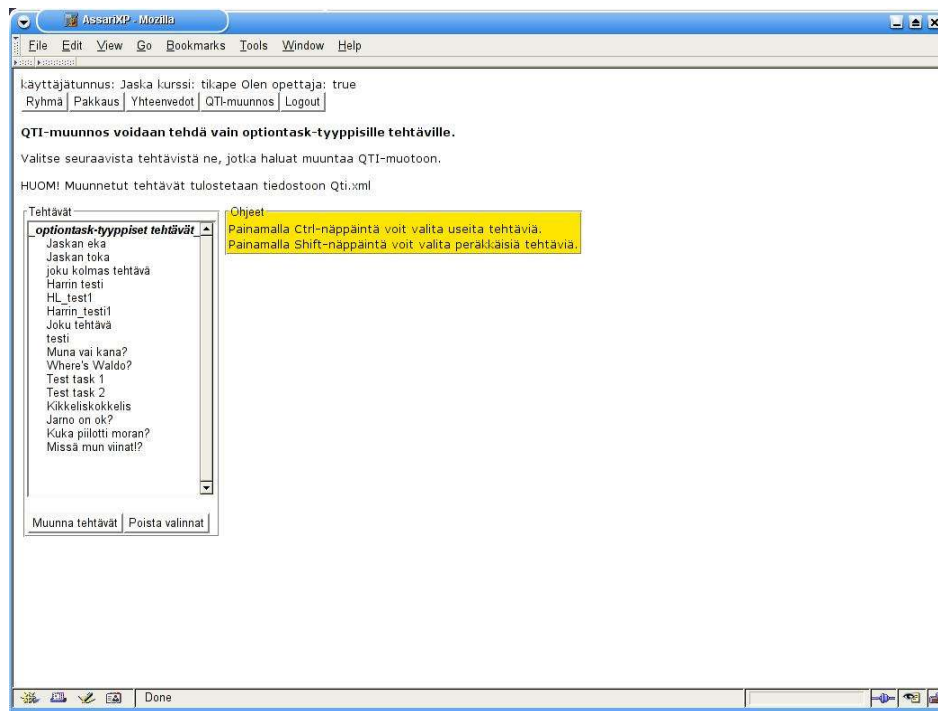 AssariXP - Mozilla
File Edit View Go Bookmarks Tools Window Help
käyttäjätunnus: Jaska kurssi: tikape Olen opettaja: true
Ryhmä Pakkaus Yhteenvedot QTI-muunnos Logout
QTI-muunnos voidaan tehdä vain optiontask-tyyppisille tehtäville.
Valitse seuraavista tehtävistä ne, jotka haluat muuntaa QTI-muotoon.
HUOM! Muunnetut tehtävät tulostetaan tiedostoon Qti.xml
Tehtävät
_optiontask-tyyppiset tehtävät_
Jaskan eka
Jaskan toka
joku kolmas tehtävä
Harrin testi
HL_test1
Harrin_testi1
Joku tehtävä
testi
Muna vai kana?
Where's Waldo?
Test task 1
Test task 2
Kikkeliskokkelis
Jarno on ok?
Kuka piilotti moran?
Missä mun viinat!?
Muunna tehtävät Poista valinnat
Ohjeet
Painamalla Ctrl-näppäintä voit valita useita tehtäviä.
Painamalla Shift-näppäintä voit valita peräkkäisiä tehtäviä.
Done